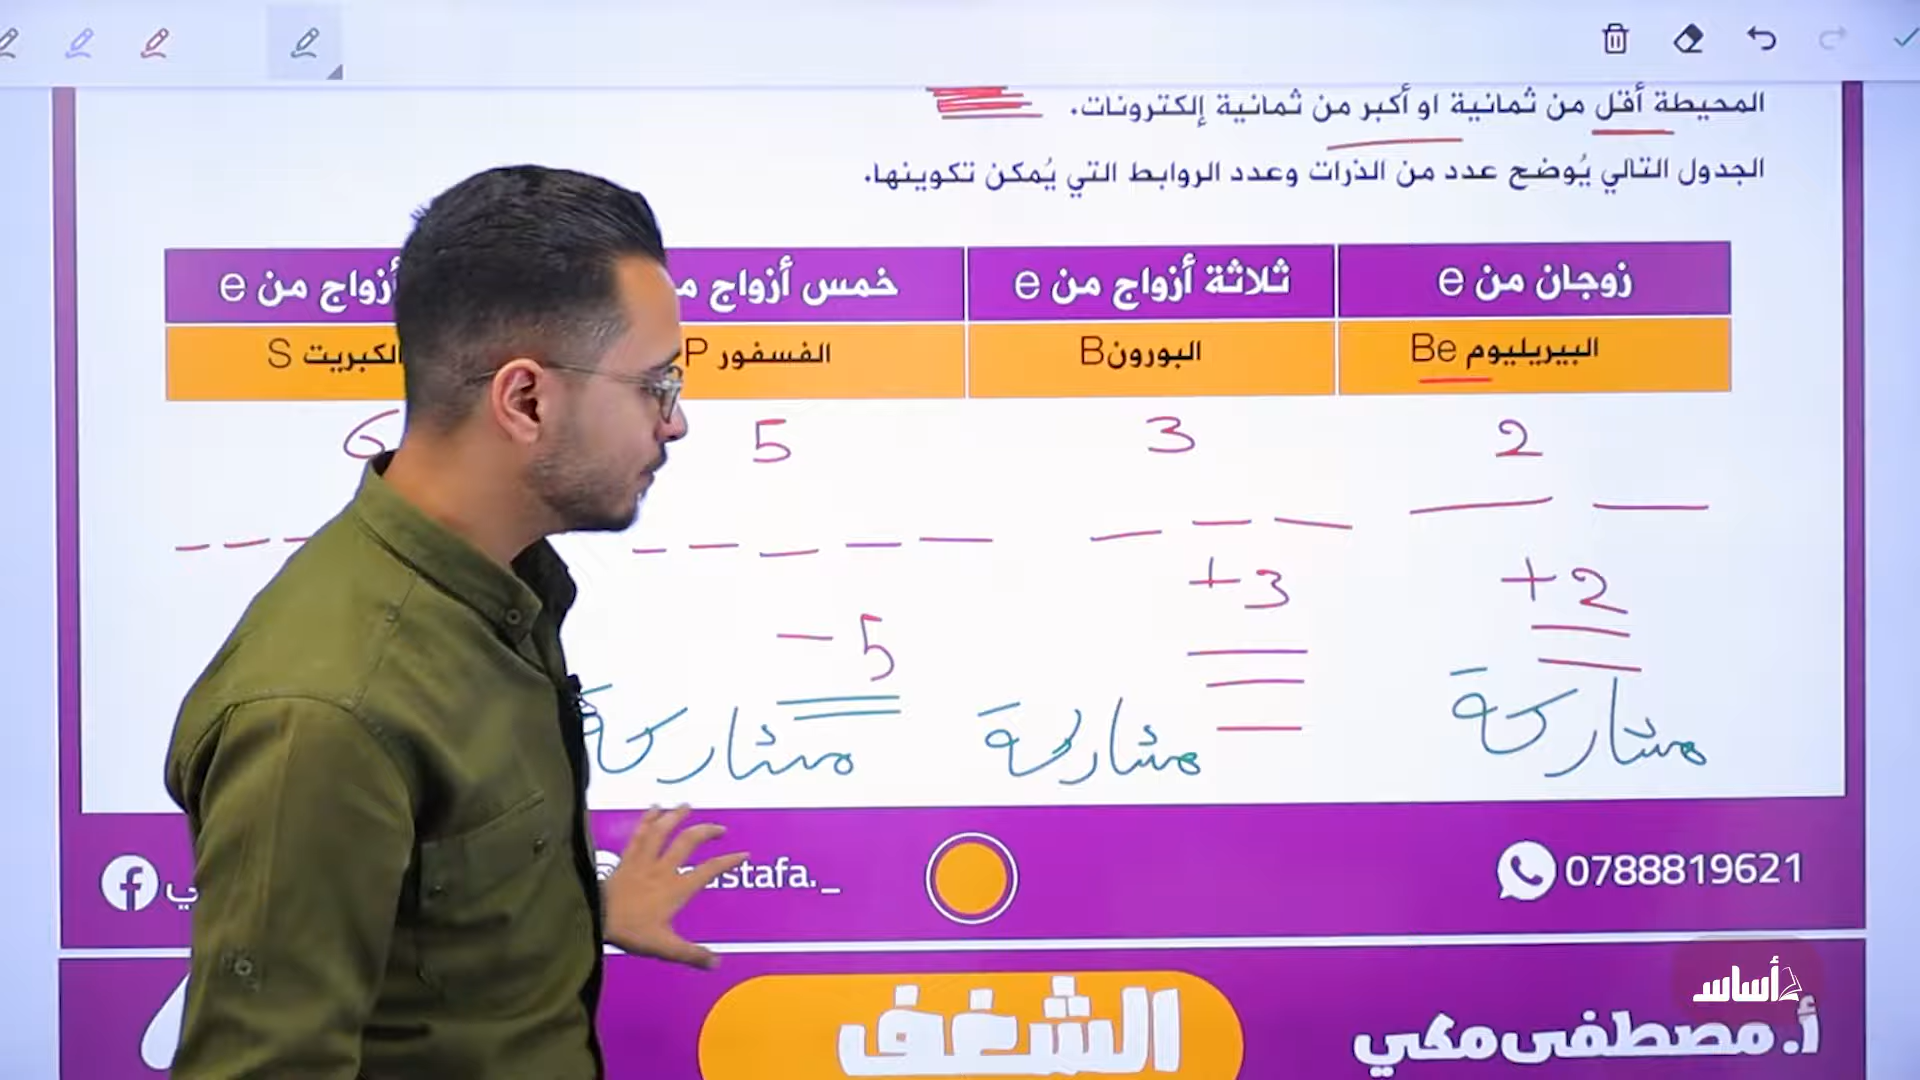 المحيطة أقل من ثمانية او أكبر من ثمانية إلكترونات.
الجدول التالي يُوضح عدد من الذرات وعدد الروابط التي يُمكن تكوينها.
زوجان من e ثلاثة أزواج من e خمس أزواج أزواج من e
البيريليوم Be البورون B الفسفور P الكبريت S
2 3 5 6
+2 +3 -5
مشاركة مشاركة مشاركة
0788819621
أساس
أ. مصطفى مكي الشغف